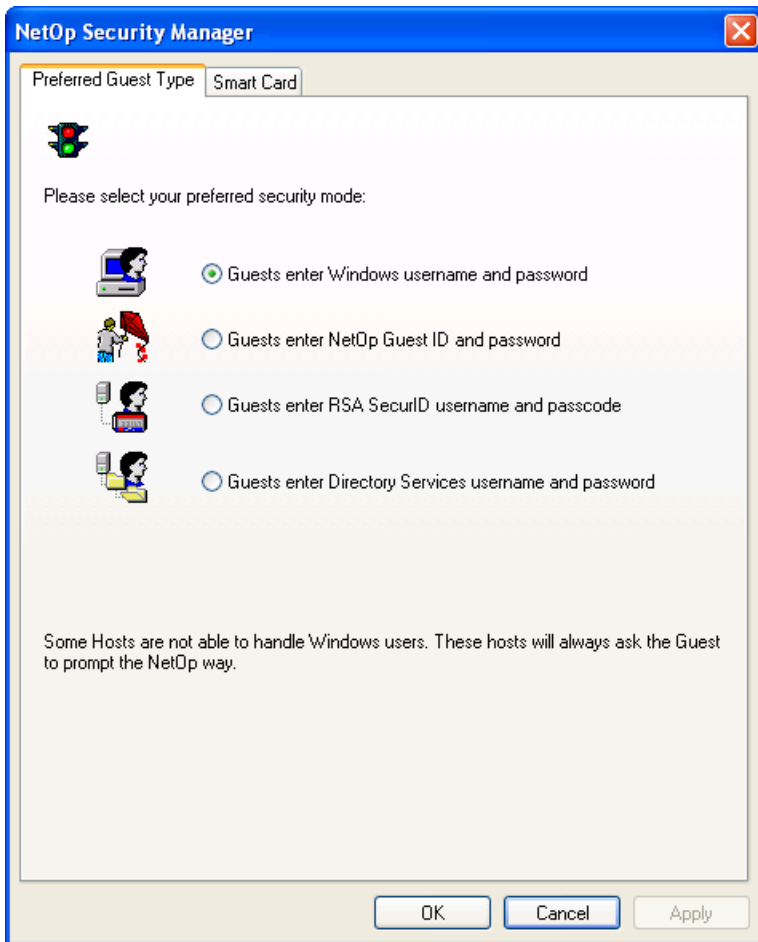 NetOp Security Manager
Preferred Guest Type
Smart Card
Please select your preferred security mode:
Guests enter Windows username and password
Guests enter NetOp Guest ID and password
Guests enter RSA SecurID username and passcode
Guests enter Directory Services username and password
Some Hosts are not able to handle Windows users. These hosts will always ask the Guest
to prompt the NetOp way.
OK
Cancel
Apply